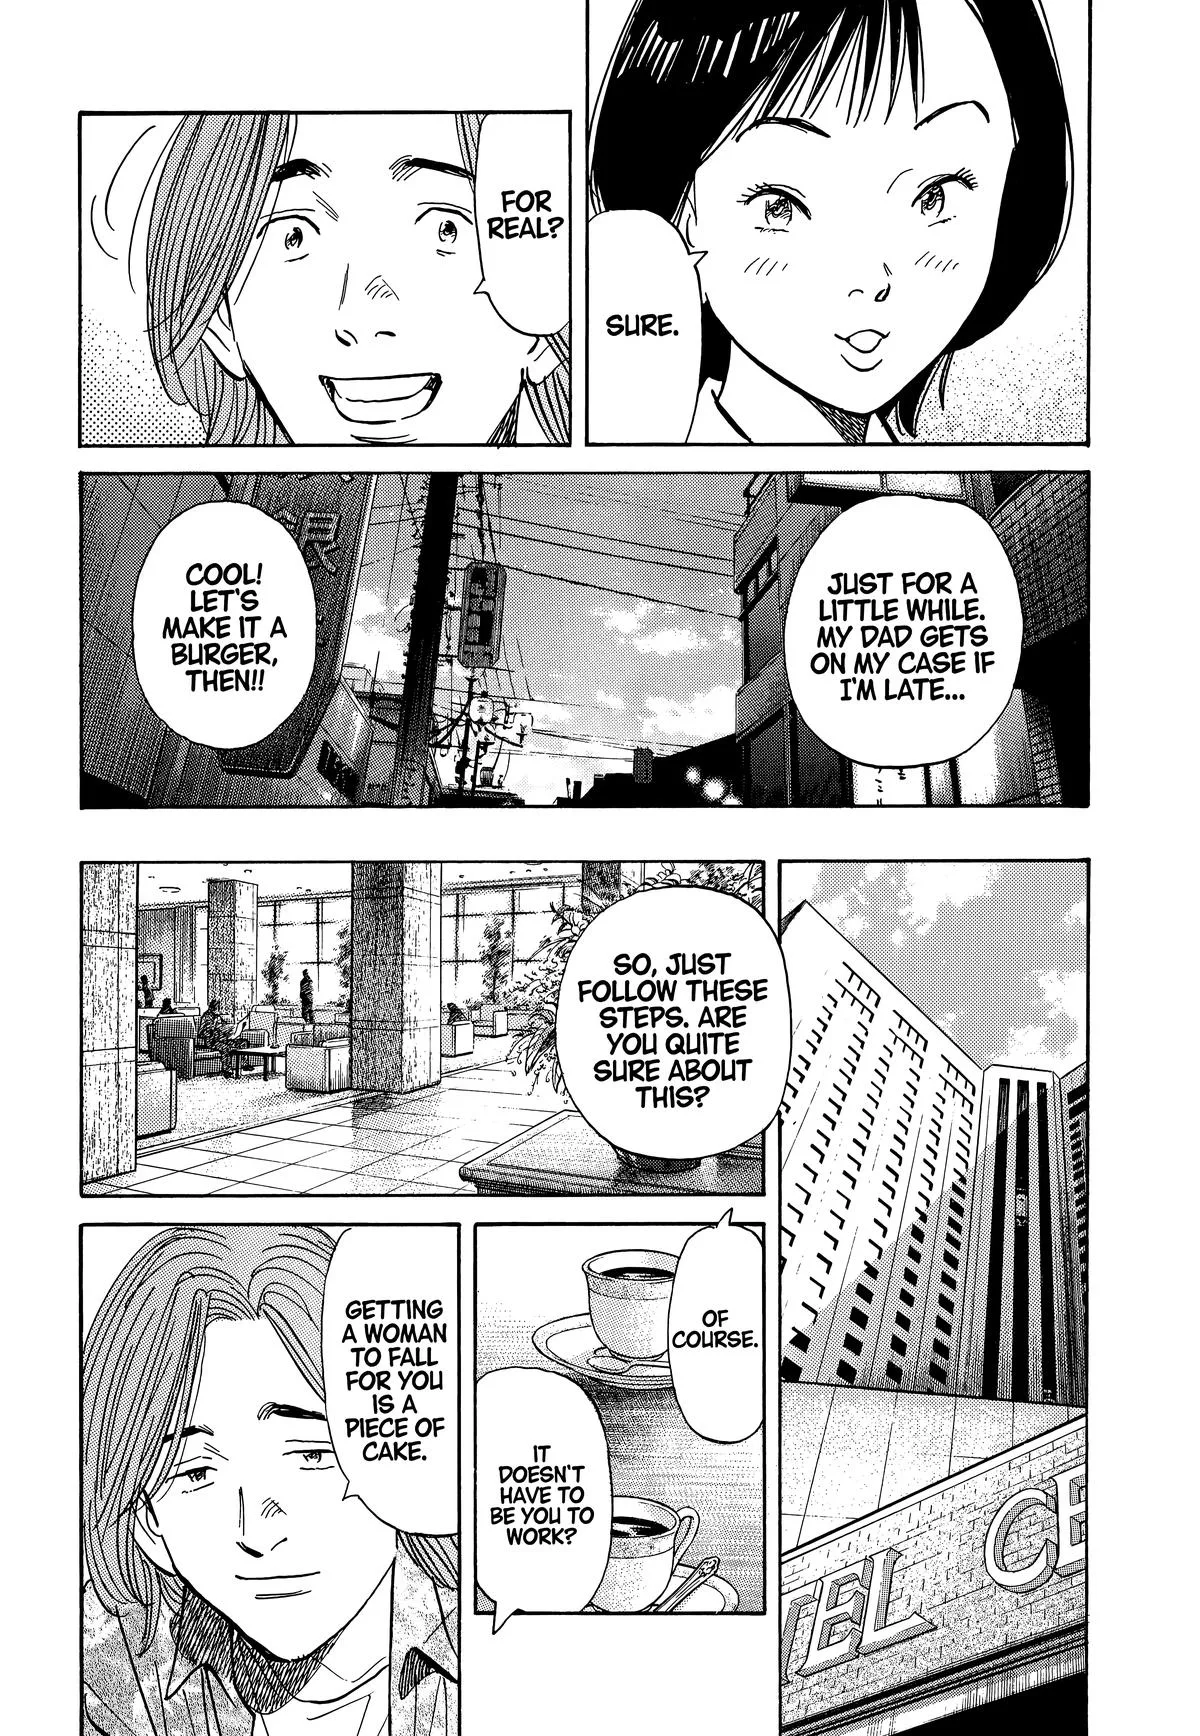 SURE.
FOR
REAL?
JUST FOR A
LITTLE WHILE.
MY DAD GETS
ON MY CASE IF
I'M LATE...
COOL!
LET'S
MAKE IT A
BURGER,
THEN!!
銀
TEL CE
SO, JUST
FOLLOW THESE
STEPS. ARE
YOU QUITE
SURE ABOUT
THIS?
OF
COURSE.
IT
DOESN'T
HAVE TO
BE YOU TO
WORK?
GETTING
A WOMAN
TO FALL
FOR YOU
IS A
PIECE OF
CAKE.